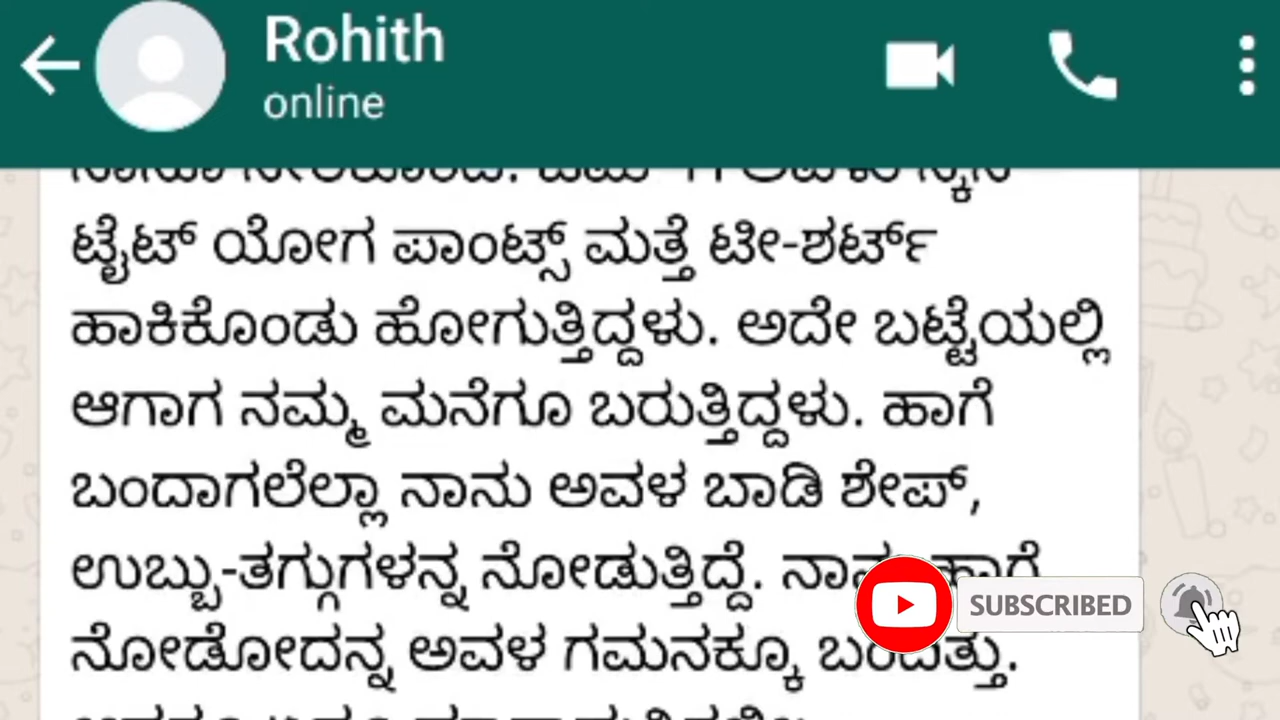 Rohith
online
ಟೈಟ್ ಯೋಗ ಪಾಂಟ್ಸ್ ಮತ್ತೆ ಟೀ-ಶರ್ಟ್
ಹಾಕಿಕೊಂಡು ಹೋಗುತ್ತಿದ್ದಳು. ಅದೇ ಬಟ್ಟೆಯಲ್ಲಿ
ಆಗಾಗ ನಮ್ಮ ಮನೆಗೂ ಬರುತ್ತಿದ್ದಳು. ಹಾಗೆ
ಬಂದಾಗಲೆಲ್ಲಾ ನಾನು ಅವಳ ಬಾಡಿ ಶೇಪ್,
ಉಬ್ಬು-ತಗ್ಗುಗಳನ್ನ ನೋಡುತ್ತಿದ್ದೆ. ನಾನು ಹಾಗೆ
SUBSCRIBED
ನೋಡೋದನ್ನ ಅವಳ ಗಮನಕ್ಕೂ ಬಂದಿತ್ತು.